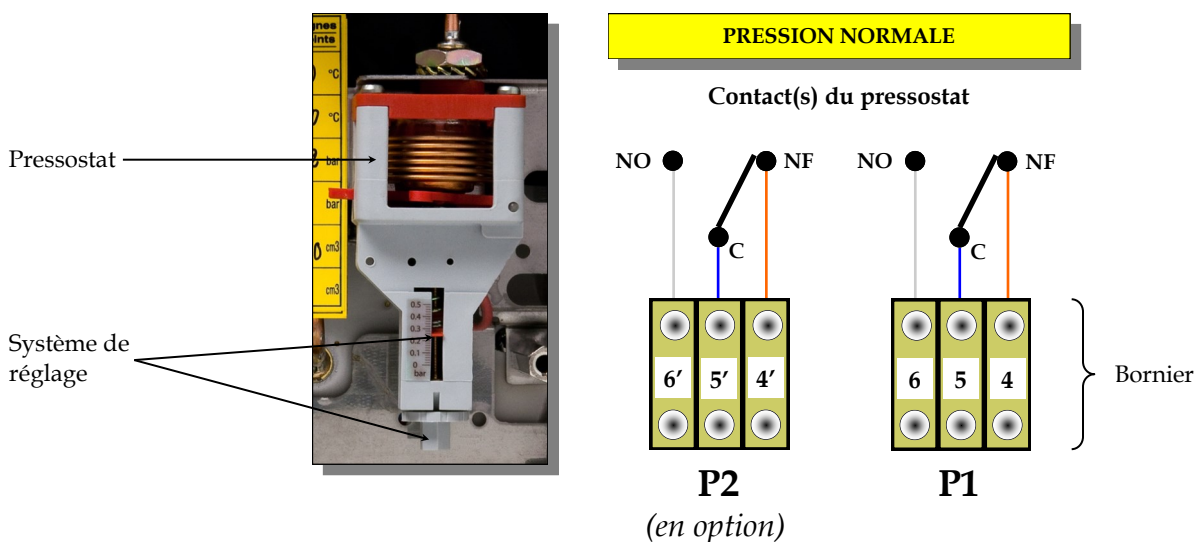 PRESSION NORMALE
Contact(s) du pressostat
Pressostat
Système de
réglage
gnes
ints
°C
°C
bar
bar
cm3
cm3
0.5
0.4
0.3
0.2
0.1
0
bar
NO
NF
C
NO
NF
C
6’
5’
4’
6
5
4
Bornier
P2
(en option)
P1